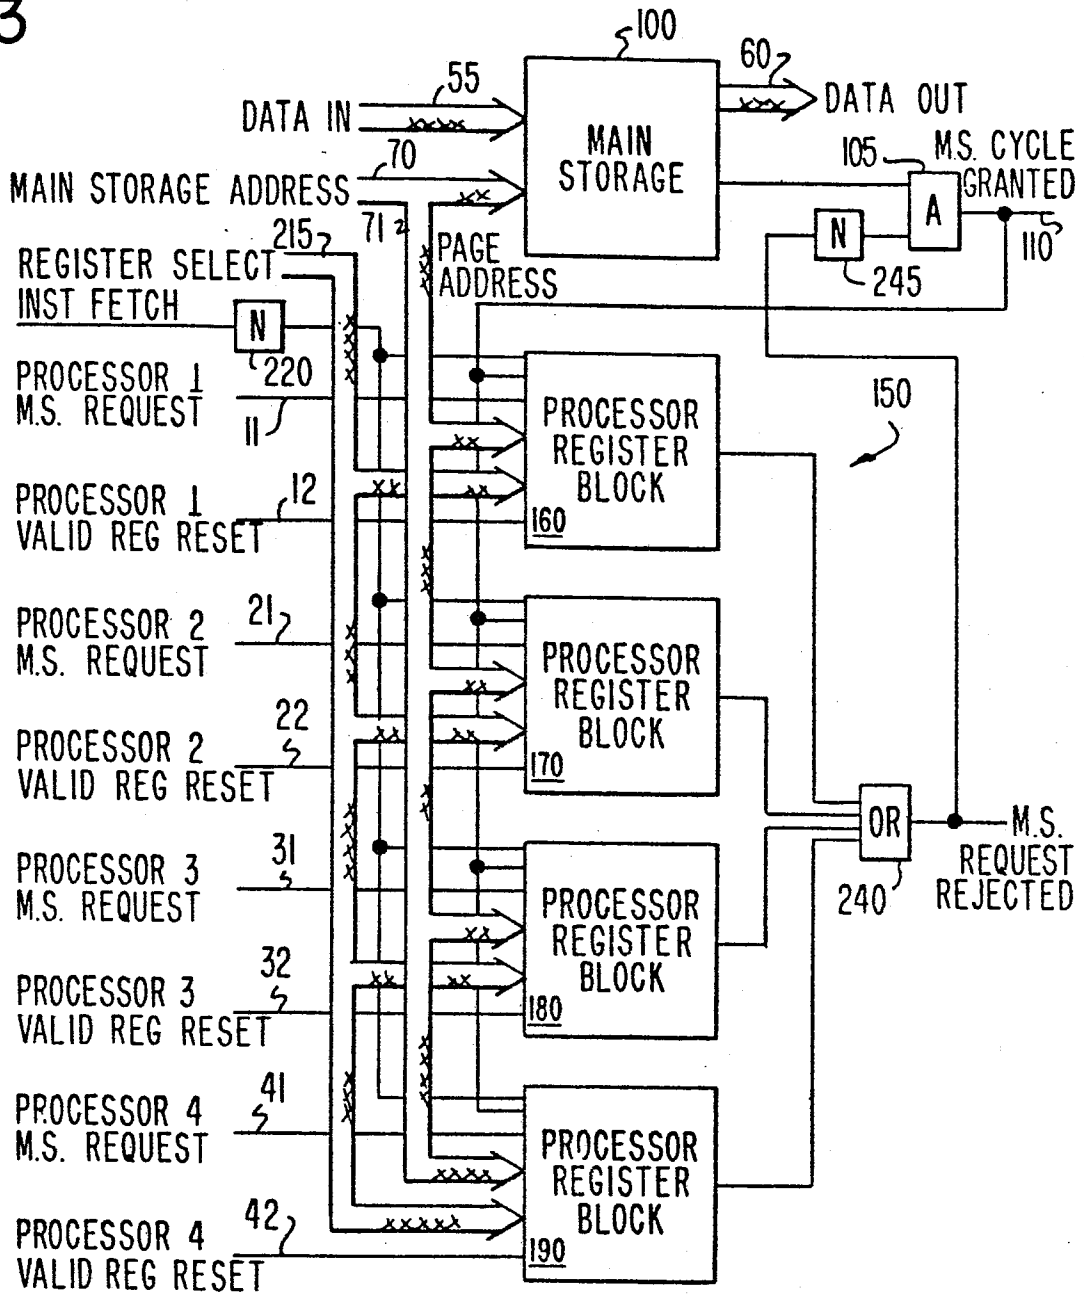 3
100
60
55
DATA IN
DATA OUT
MAIN
STORAGE
70
MAIN STORAGE ADDRESS
105
M.S. CYCLE
GRANTED
A
N
110
245
71
PAGE
ADDRESS
215
REGISTER SELECT
INST FETCH
N
220
PROCESSOR 1
M.S. REQUEST
11
PROCESSOR
REGISTER
BLOCK
160
150
PROCESSOR 1
VALID REG RESET
12
PROCESSOR 2
M.S. REQUEST
21
PROCESSOR
REGISTER
BLOCK
170
PROCESSOR 2
VALID REG RESET
22
OR
240
M.S.
REQUEST
REJECTED
PROCESSOR 3
M.S. REQUEST
31
PROCESSOR
REGISTER
BLOCK
180
PROCESSOR 3
VALID REG RESET
32
PROCESSOR 4
M.S. REQUEST
41
PROCESSOR
REGISTER
BLOCK
190
PROCESSOR 4
VALID REG RESET
42